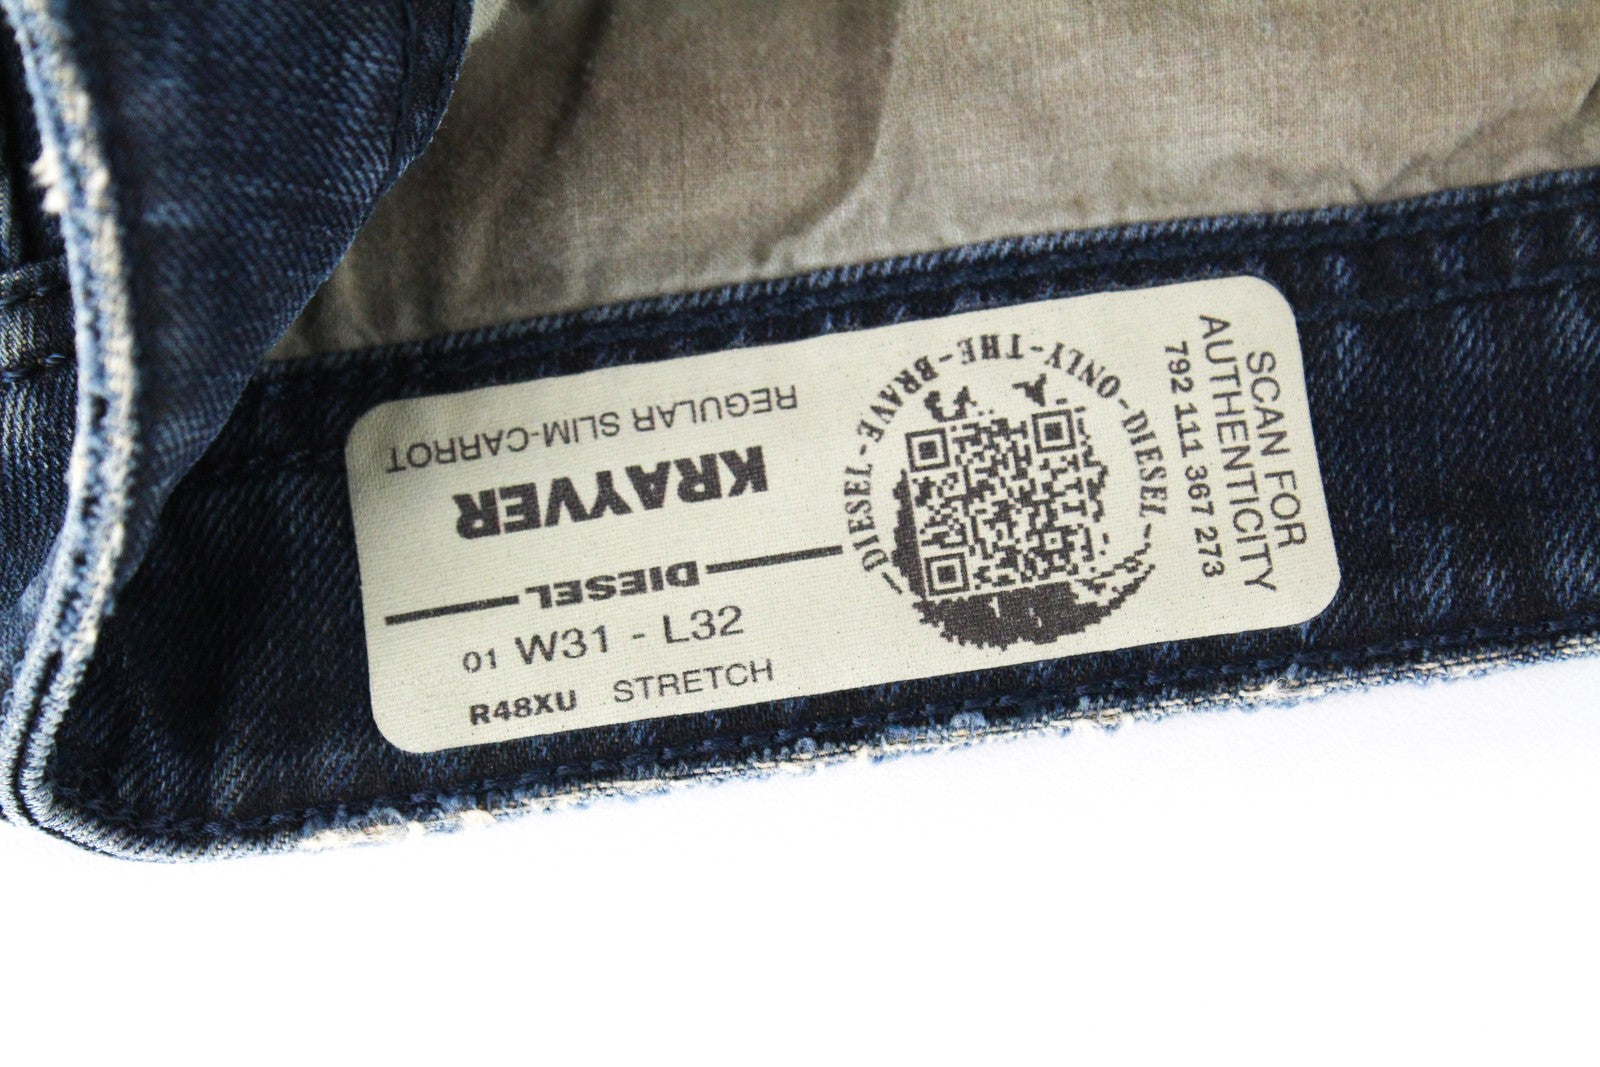 REGULAR SLIM-CARROT
KRAYVER
DIESEL
01 W31 - L32
R48XU STRETCH
DIESEL-ONLY-THE-BRAVE-DIESEL-
SCAN FOR
AUTHENTICITY
792 111 367 273